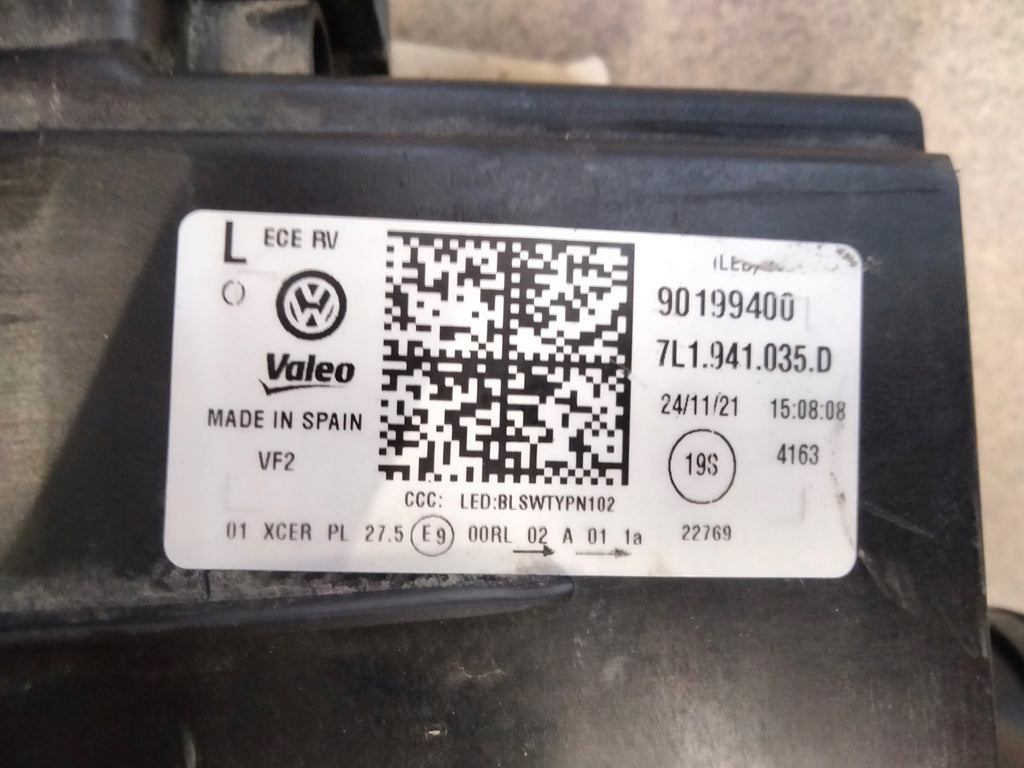 L ECE RV
VW
Valeo
MADE IN SPAIN
VF2
90199400
7L1.941.035.D
24/11/21 15:08:08
19S 4163
CCC: LED:BLSWTYPN102
01 XCER PL 27.5 E9 00RL 02 A 01 1a 22769